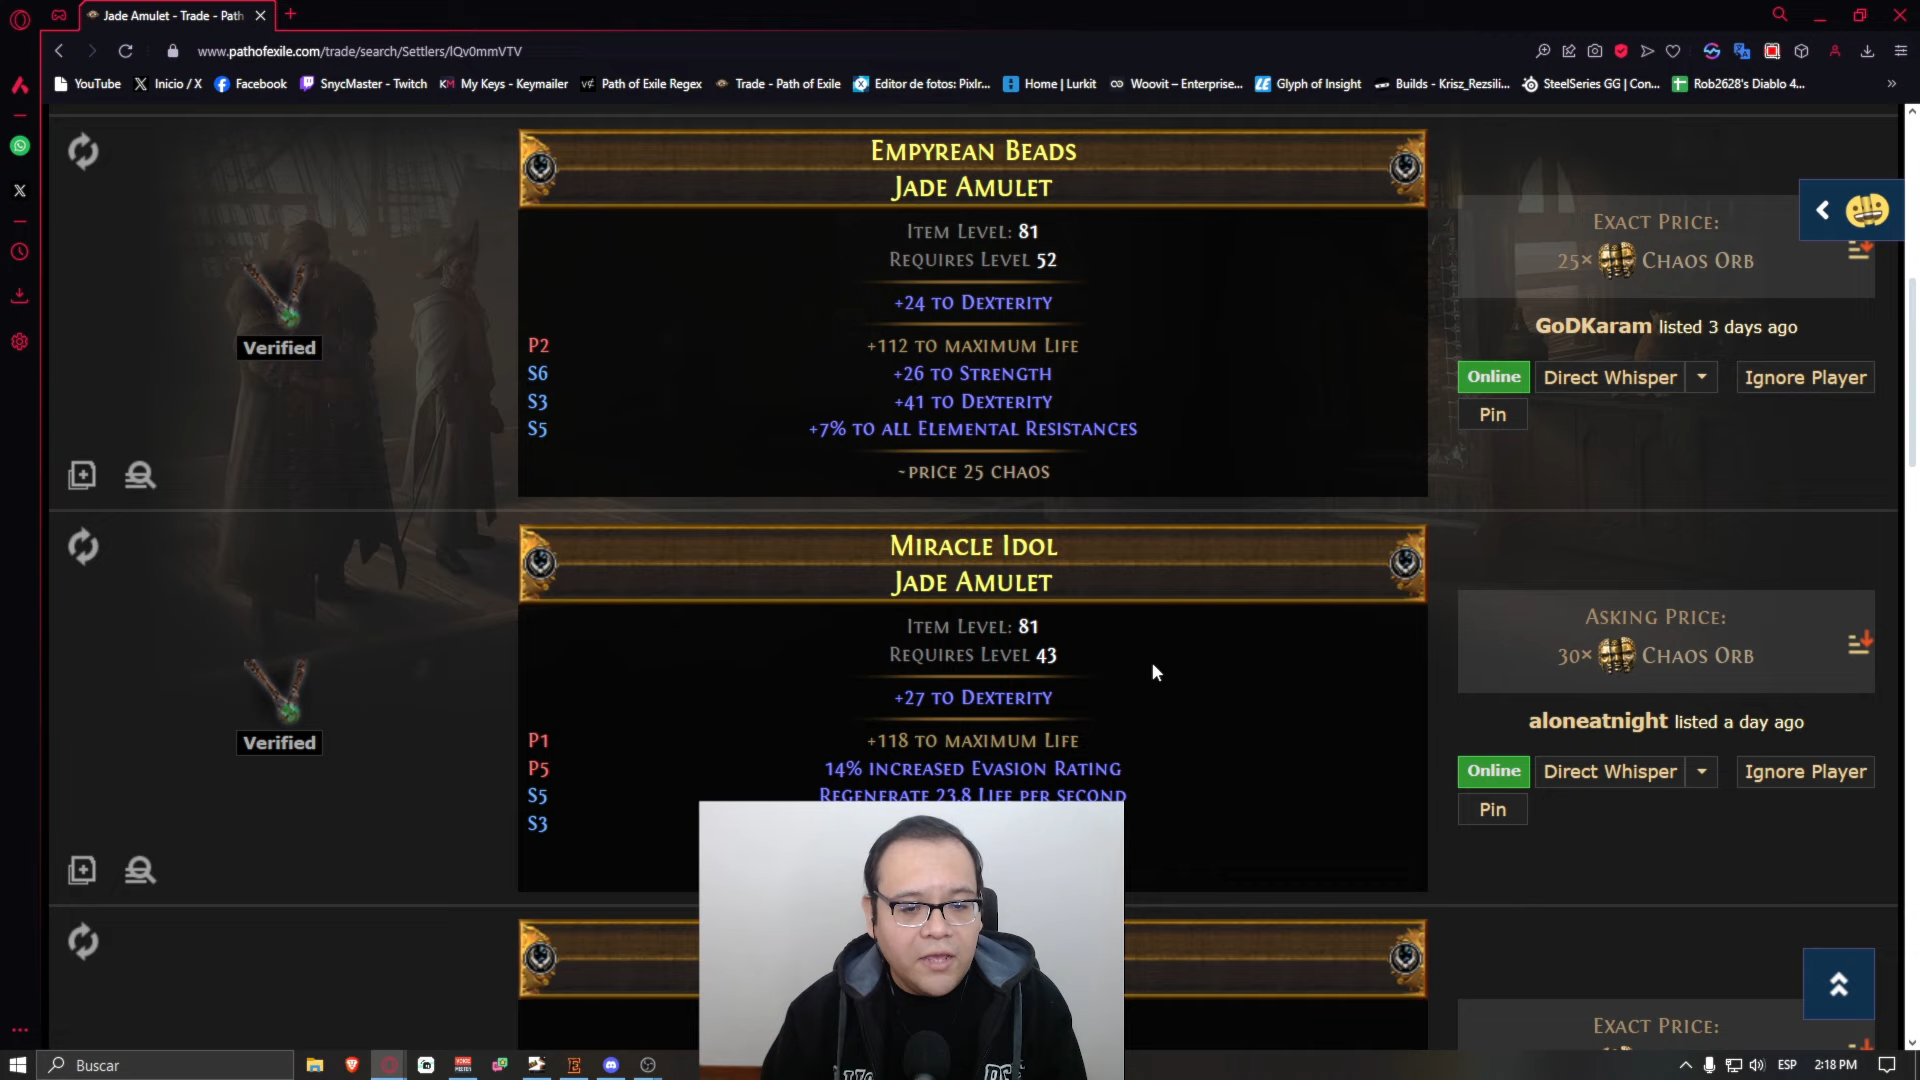 Jade Amulet - Trade - Path
www.pathofexile.com/trade/search/Settlers/lQv0mmVTV
YouTube
Inicio / X
Facebook
SnycMaster - Twitch
My Keys - Keymailer
Path of Exile Regex
Trade - Path of Exile
Editor de fotos: Pixlr...
Home | Lurkit
Woovit – Enterprise...
Glyph of Insight
Builds - Krisz_Rezsili...
SteelSeries GG | Con...
Rob2628's Diablo 4...
Empyrean Beads
Jade Amulet
Item Level: 81
Requires Level 52
+24 to Dexterity
P2 +112 to maximum Life
S6 +26 to Strength
S3 +41 to Dexterity
S5 +7% to all Elemental Resistances
~price 25 chaos
Verified
Exact Price:
25× Chaos Orb
GoDKaram listed 3 days ago
Online Direct Whisper Ignore Player
Pin
Miracle Idol
Jade Amulet
Item Level: 81
Requires Level 43
+27 to Dexterity
P1 +118 to maximum Life
P5 14% increased Evasion Rating
S5 Regenerate 23.8 Life per second
S3
Verified
Asking Price:
30× Chaos Orb
aloneatnight listed a day ago
Online Direct Whisper Ignore Player
Pin
Exact Price:
Buscar
ESP
2:18 PM